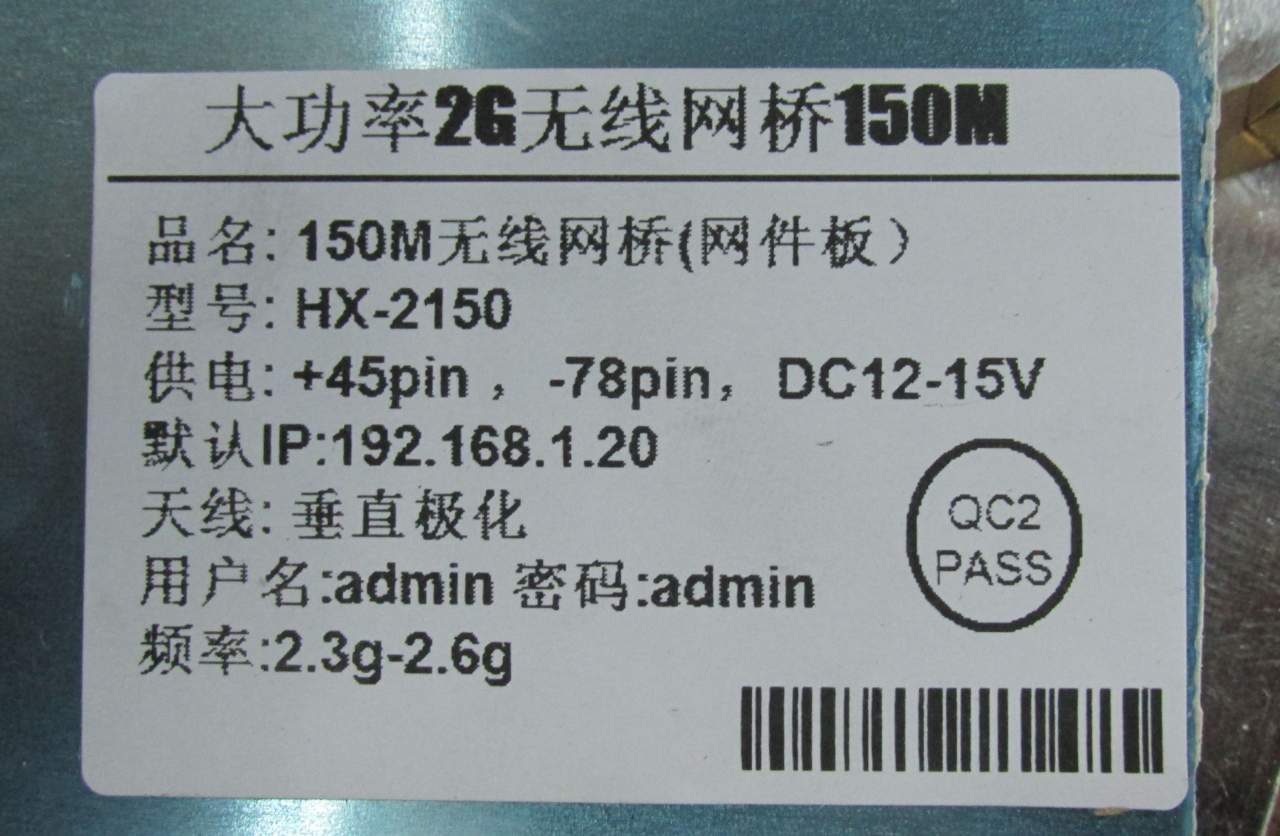 大功率2G无线网桥150M
品名: 150M无线网桥(网件板）
型号: HX-2150
供电: +45pin ， -78pin， DC12-15V
默认IP:192.168.1.20
天线: 垂直极化
用户名:admin 密码:admin
频率:2.3g-2.6g
QC2
PASS